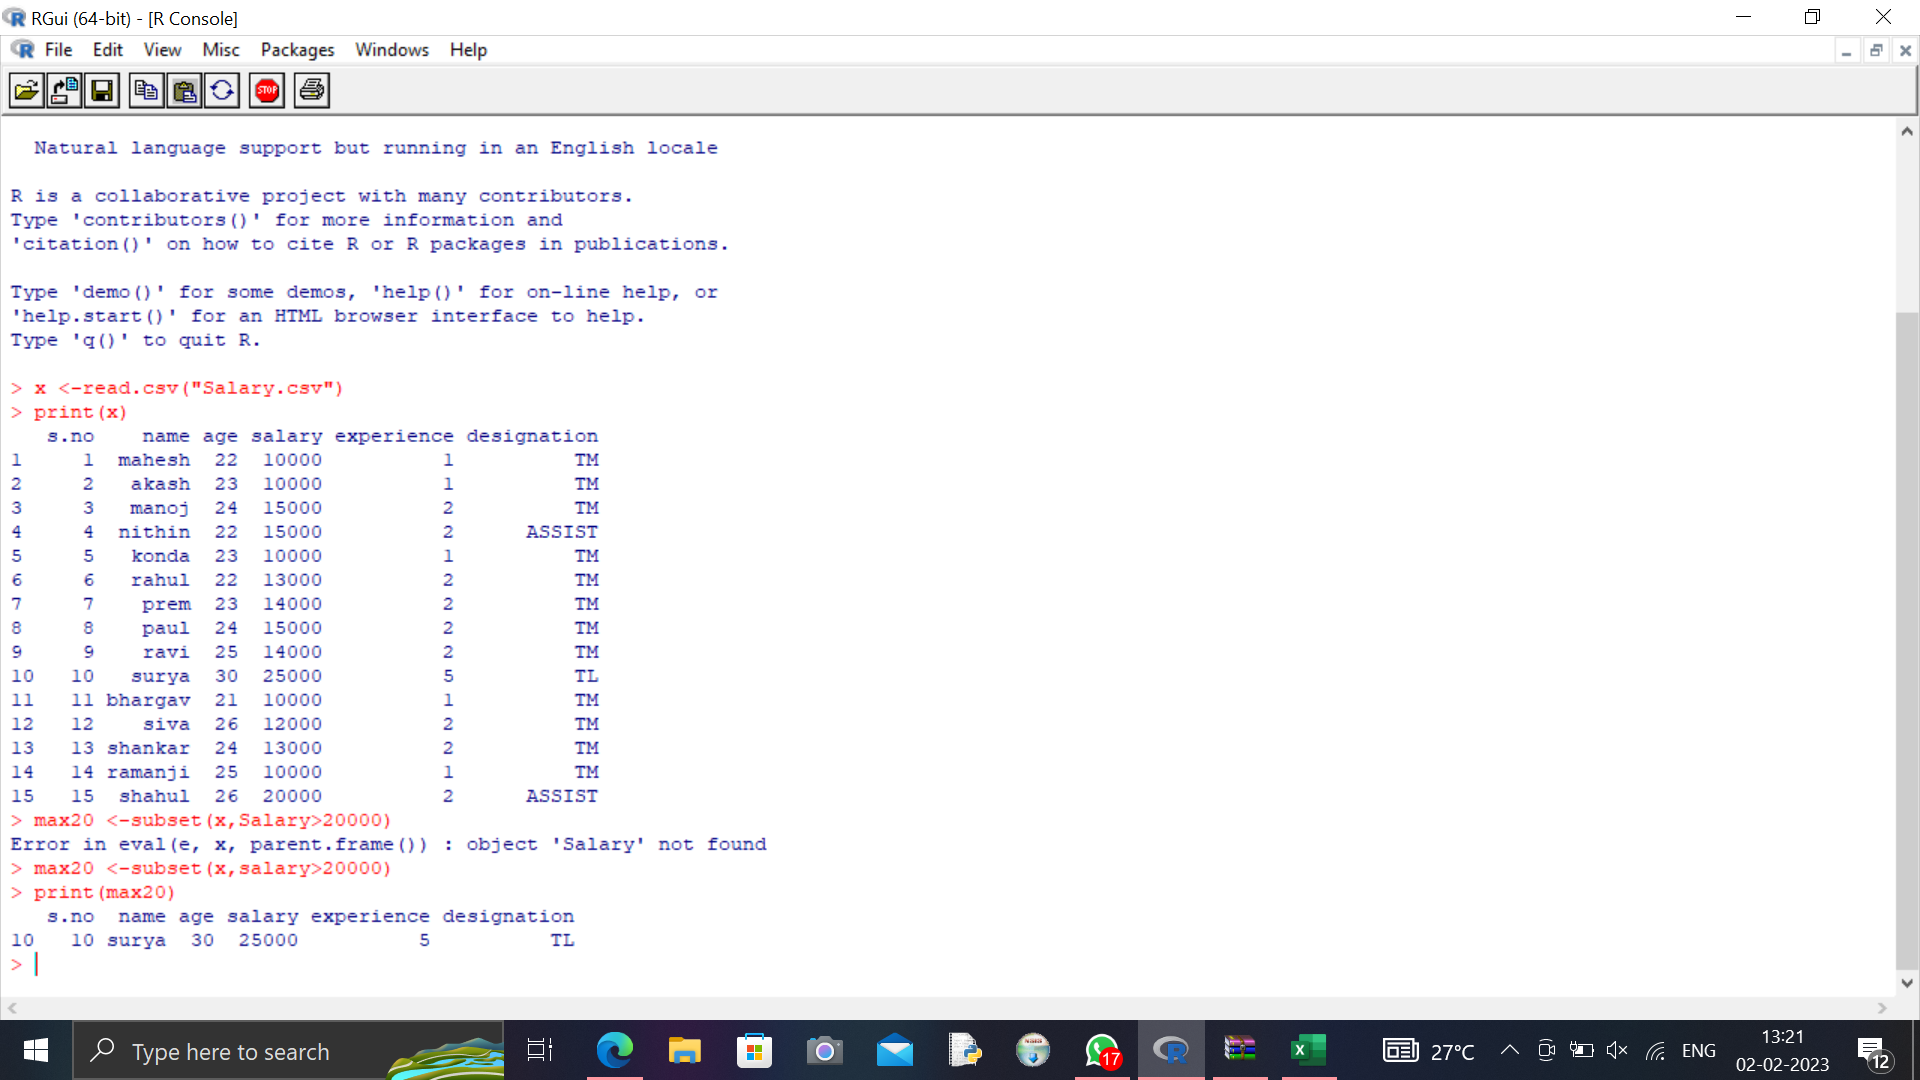 RGui (64-bit) - [R Console]
File Edit View Misc Packages Windows Help
STOP
Natural language support but running in an English locale
R is a collaborative project with many contributors.
Type 'contributors()' for more information and
'citation()' on how to cite R or R packages in publications.
Type 'demo()' for some demos, 'help()' for on-line help, or
'help.start()' for an HTML browser interface to help.
Type 'q()' to quit R.
> x <-read.csv("Salary.csv")
> print(x)
s.no name age salary experience designation
1 1 mahesh 22 10000 1 TM
2 2 akash 23 10000 1 TM
3 3 manoj 24 15000 2 TM
4 4 nithin 22 15000 2 ASSIST
5 5 konda 23 10000 1 TM
6 6 rahul 22 13000 2 TM
7 7 prem 23 14000 2 TM
8 8 paul 24 15000 2 TM
9 9 ravi 25 14000 2 TM
10 10 surya 30 25000 5 TL
11 11 bhargav 21 10000 1 TM
12 12 siva 26 12000 2 TM
13 13 shankar 24 13000 2 TM
14 14 ramanji 25 10000 1 TM
15 15 shahul 26 20000 2 ASSIST
> max20 <-subset(x,Salary>20000)
Error in eval(e, x, parent.frame()) : object 'Salary' not found
> max20 <-subset(x,salary>20000)
> print(max20)
s.no name age salary experience designation
10 10 surya 30 25000 5 TL
>
Type here to search
17
27°C
ENG
13:21
02-02-2023
12